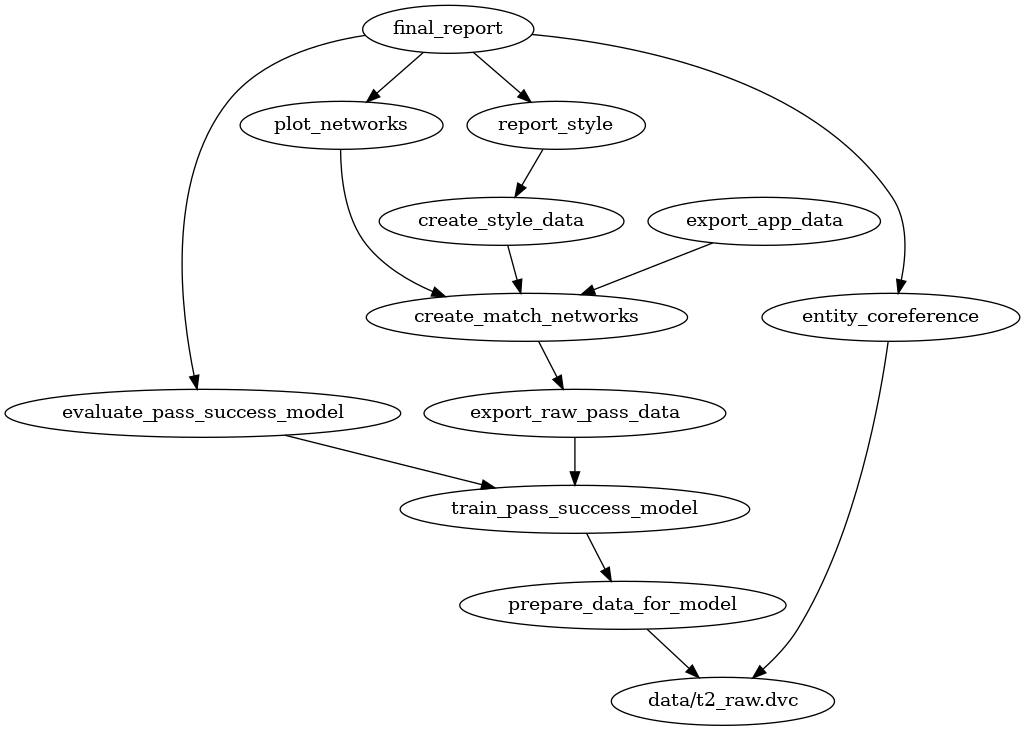 final_report
plot_networks
report_style
create_style_data
export_app_data
create_match_networks
entity_coreference
evaluate_pass_success_model
export_raw_pass_data
train_pass_success_model
prepare_data_for_model
data/t2_raw.dvc